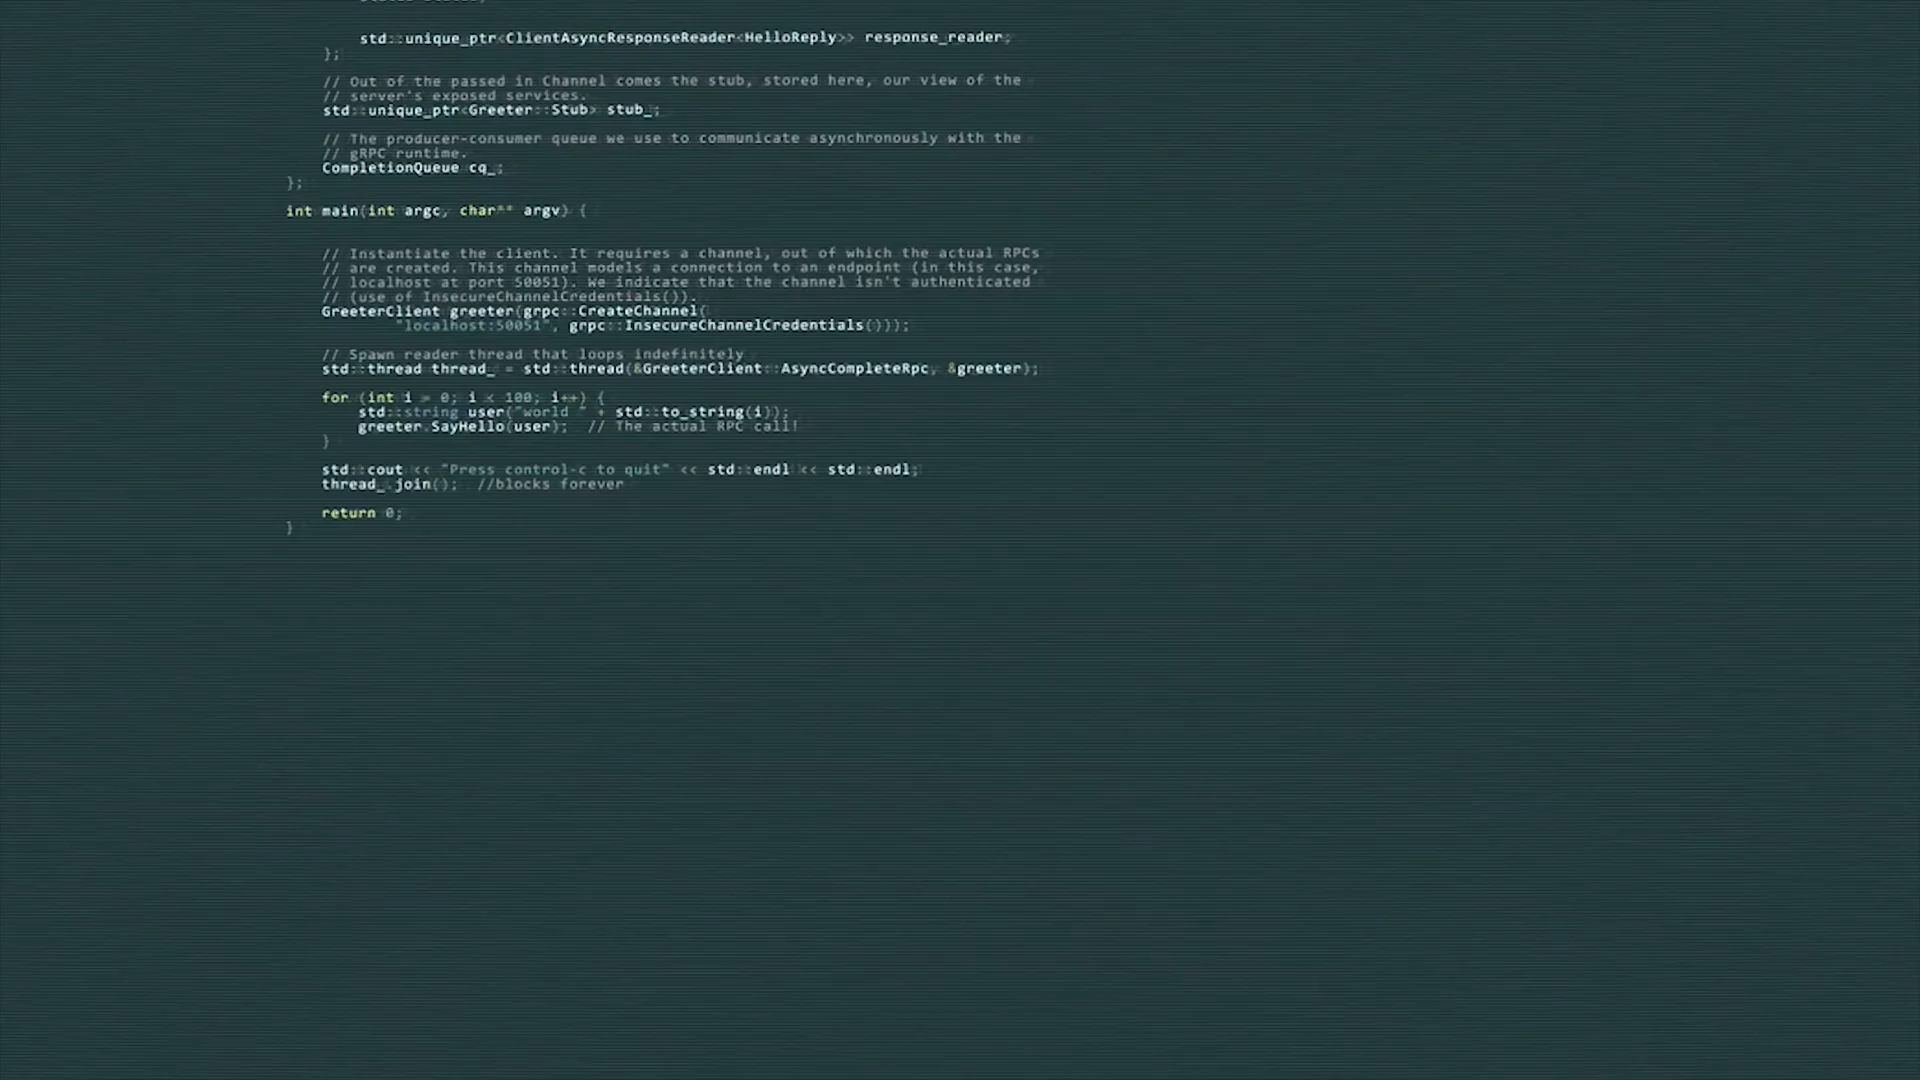 std::unique_ptr<ClientAsyncResponseReader<HelloReply>> response_reader;
};
// Out of the passed in Channel comes the stub, stored here, our view of the
// server's exposed services.
std::unique_ptr<Greeter::Stub> stub_;
// The producer-consumer queue we use to communicate asynchronously with the
// gRPC runtime.
CompletionQueue cq_;
};
int main(int argc, char** argv) {
// Instantiate the client. It requires a channel, out of which the actual RPCs
// are created. This channel models a connection to an endpoint (in this case,
// localhost at port 50051). We indicate that the channel isn't authenticated
// (use of InsecureChannelCredentials()).
GreeterClient greeter(grpc::CreateChannel(
"localhost:50051", grpc::InsecureChannelCredentials()));
// Spawn reader thread that loops indefinitely
std::thread thread_ = std::thread(&GreeterClient::AsyncCompleteRpc, &greeter);
for (int i = 0; i < 100; i++) {
std::string user("world " + std::to_string(i));
greeter.SayHello(user);  // The actual RPC call!
}
std::cout << "Press control-c to quit" << std::endl << std::endl;
thread_.join();  //blocks forever
return 0;
}